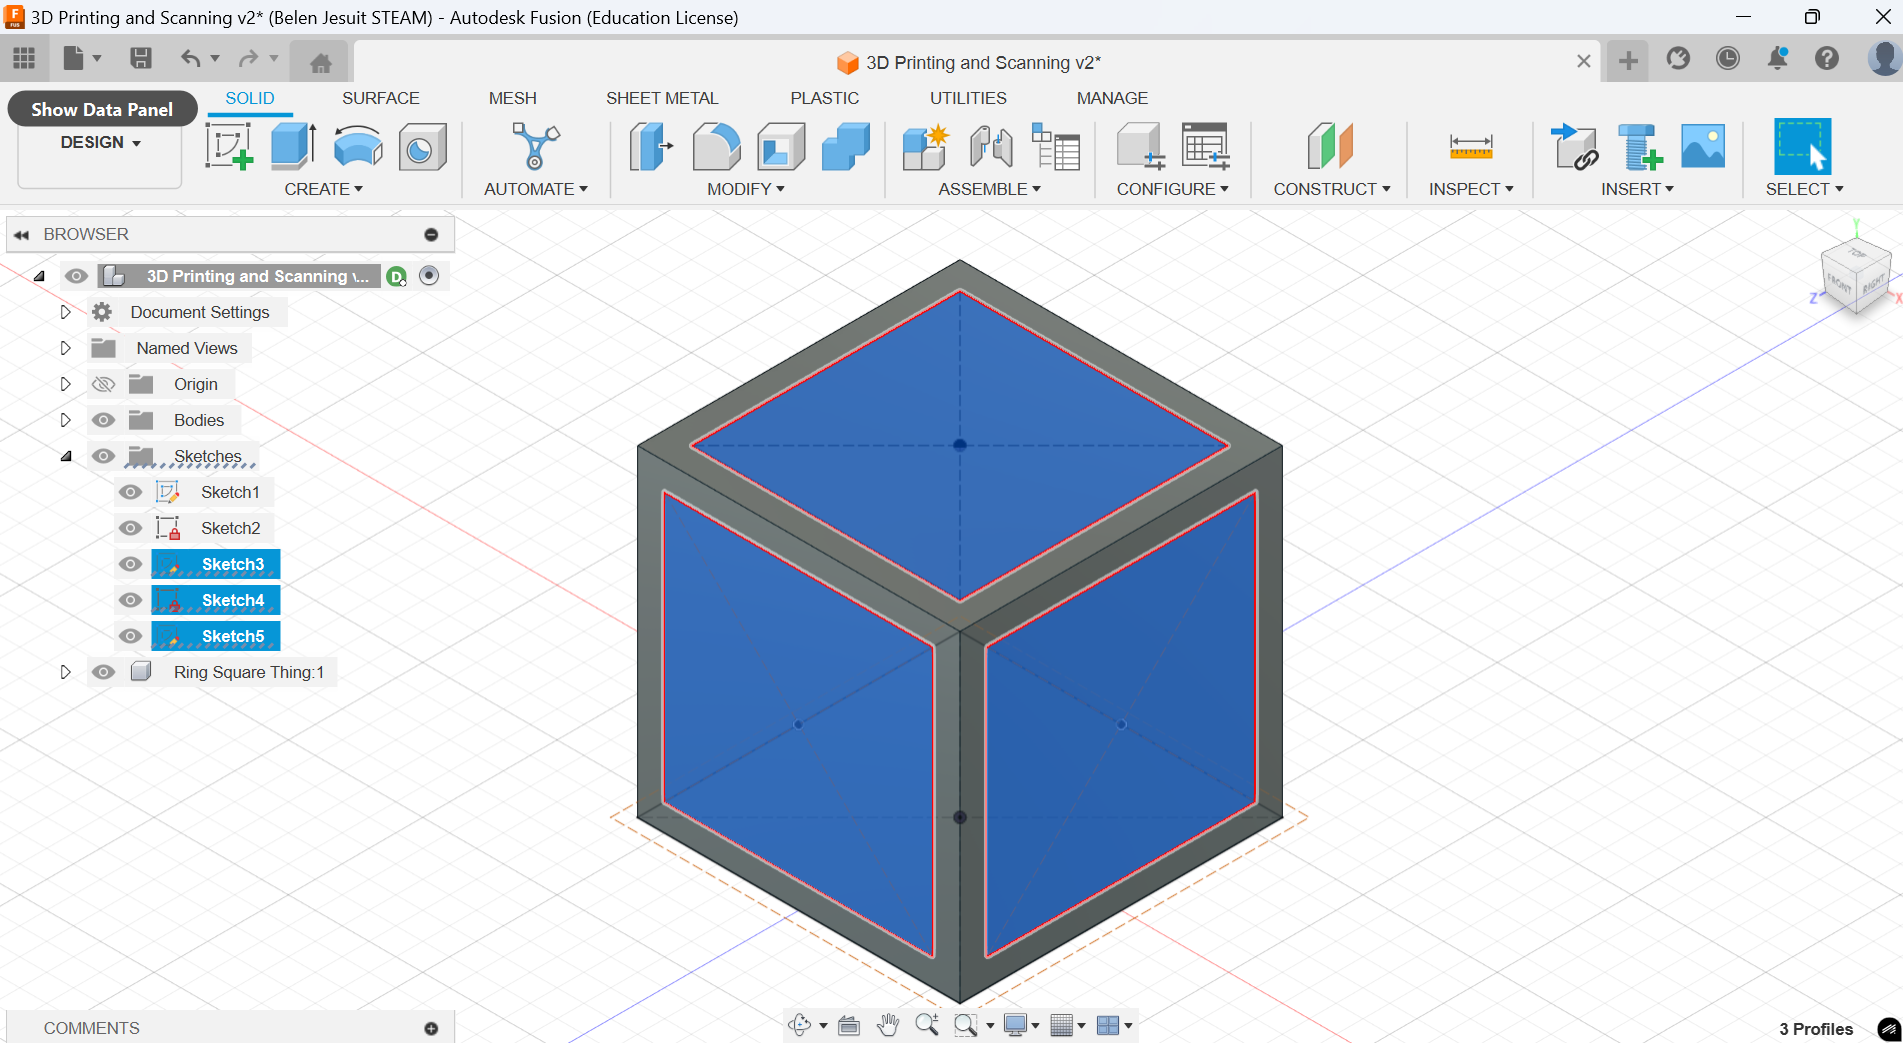 3D Printing and Scanning v2* (Belen Jesuit STEAM) - Autodesk Fusion (Education License)
3D Printing and Scanning v2*
Show Data Panel
SOLID SURFACE MESH SHEET METAL PLASTIC UTILITIES MANAGE
DESIGN
CREATE AUTOMATE MODIFY ASSEMBLE CONFIGURE CONSTRUCT INSPECT INSERT SELECT
BROWSER
3D Printing and Scanning v...
D
Document Settings
Named Views
Origin
Bodies
Sketches
Sketch1
Sketch2
Sketch3
Sketch4
Sketch5
Ring Square Thing:1
Y
TOP
FRONT RIGHT
Z X
COMMENTS
3 Profiles